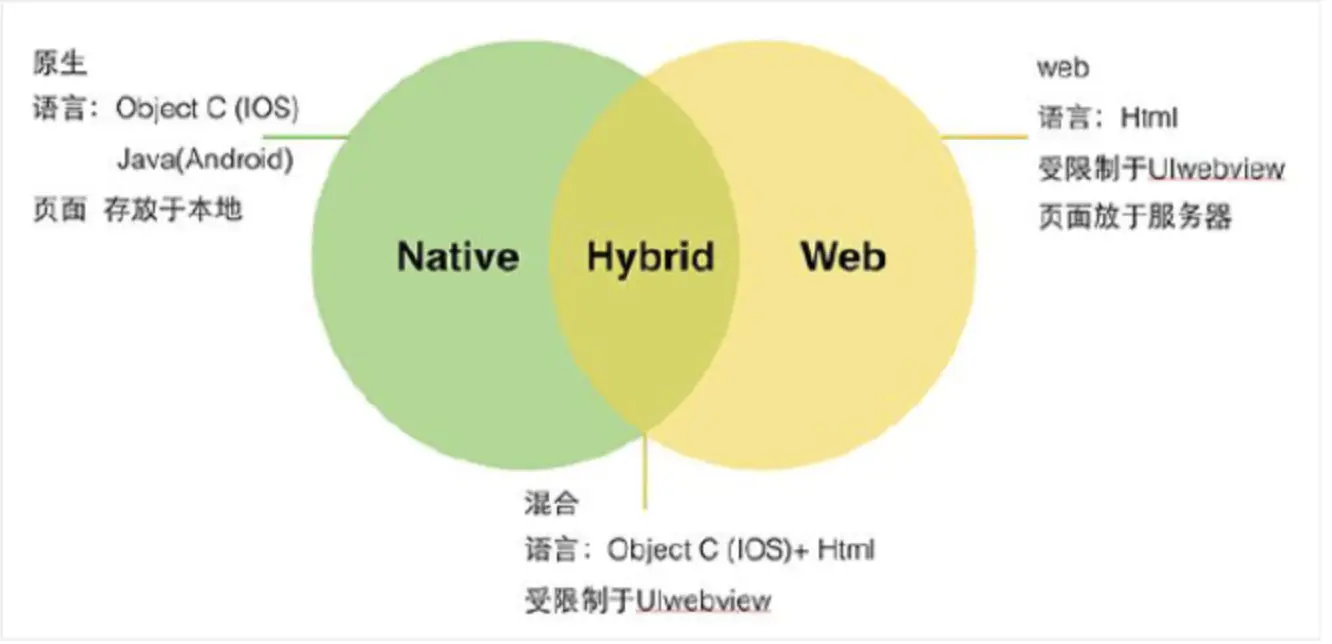 原生
语言：Object C (IOS)
Java(Android)
页面 存放于本地
web
语言：Html
受限制于UIwebview
页面放于服务器
Native
Hybrid
Web
混合
语言：Object C (IOS)+ Html
受限制于UIwebview